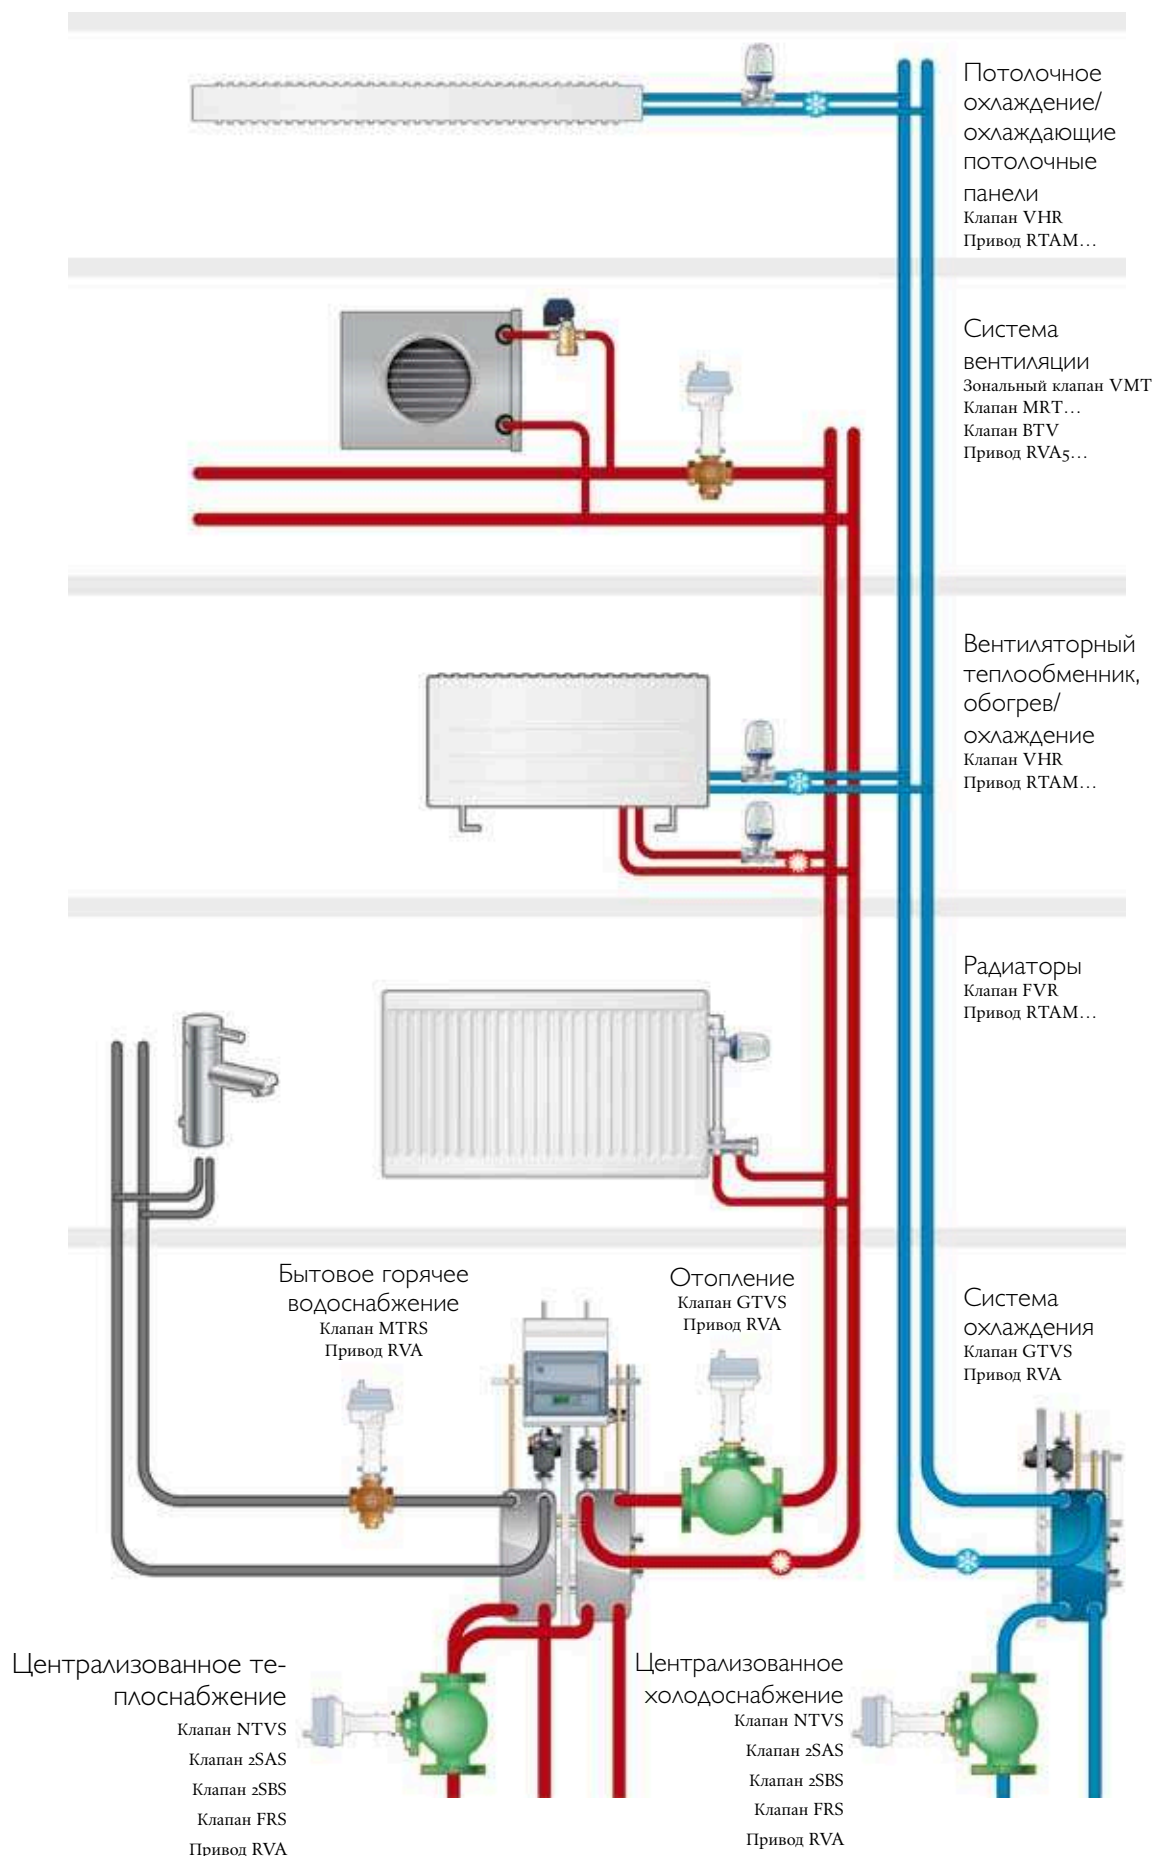 Потолочное
охлаждение/
охлаждающие
потолочные
панели
Клапан VHR
Привод RTAM…
Система
вентиляции
Зональный клапан VMT
Клапан MRT…
Клапан BTV
Привод RVA5…
Вентиляторный
теплообменник,
обогрев/
охлаждение
Клапан VHR
Привод RTAM…
Радиаторы
Клапан FVR
Привод RTAM…
Бытовое горячее
водоснабжение
Клапан MTRS
Привод RVA
Отопление
Клапан GTVS
Привод RVA
Система
охлаждения
Клапан GTVS
Привод RVA
Централизованное те-
плоснабжение
Клапан NTVS
Клапан 2SAS
Клапан 2SBS
Клапан FRS
Привод RVA
Централизованное
холодоснабжение
Клапан NTVS
Клапан 2SAS
Клапан 2SBS
Клапан FRS
Привод RVA